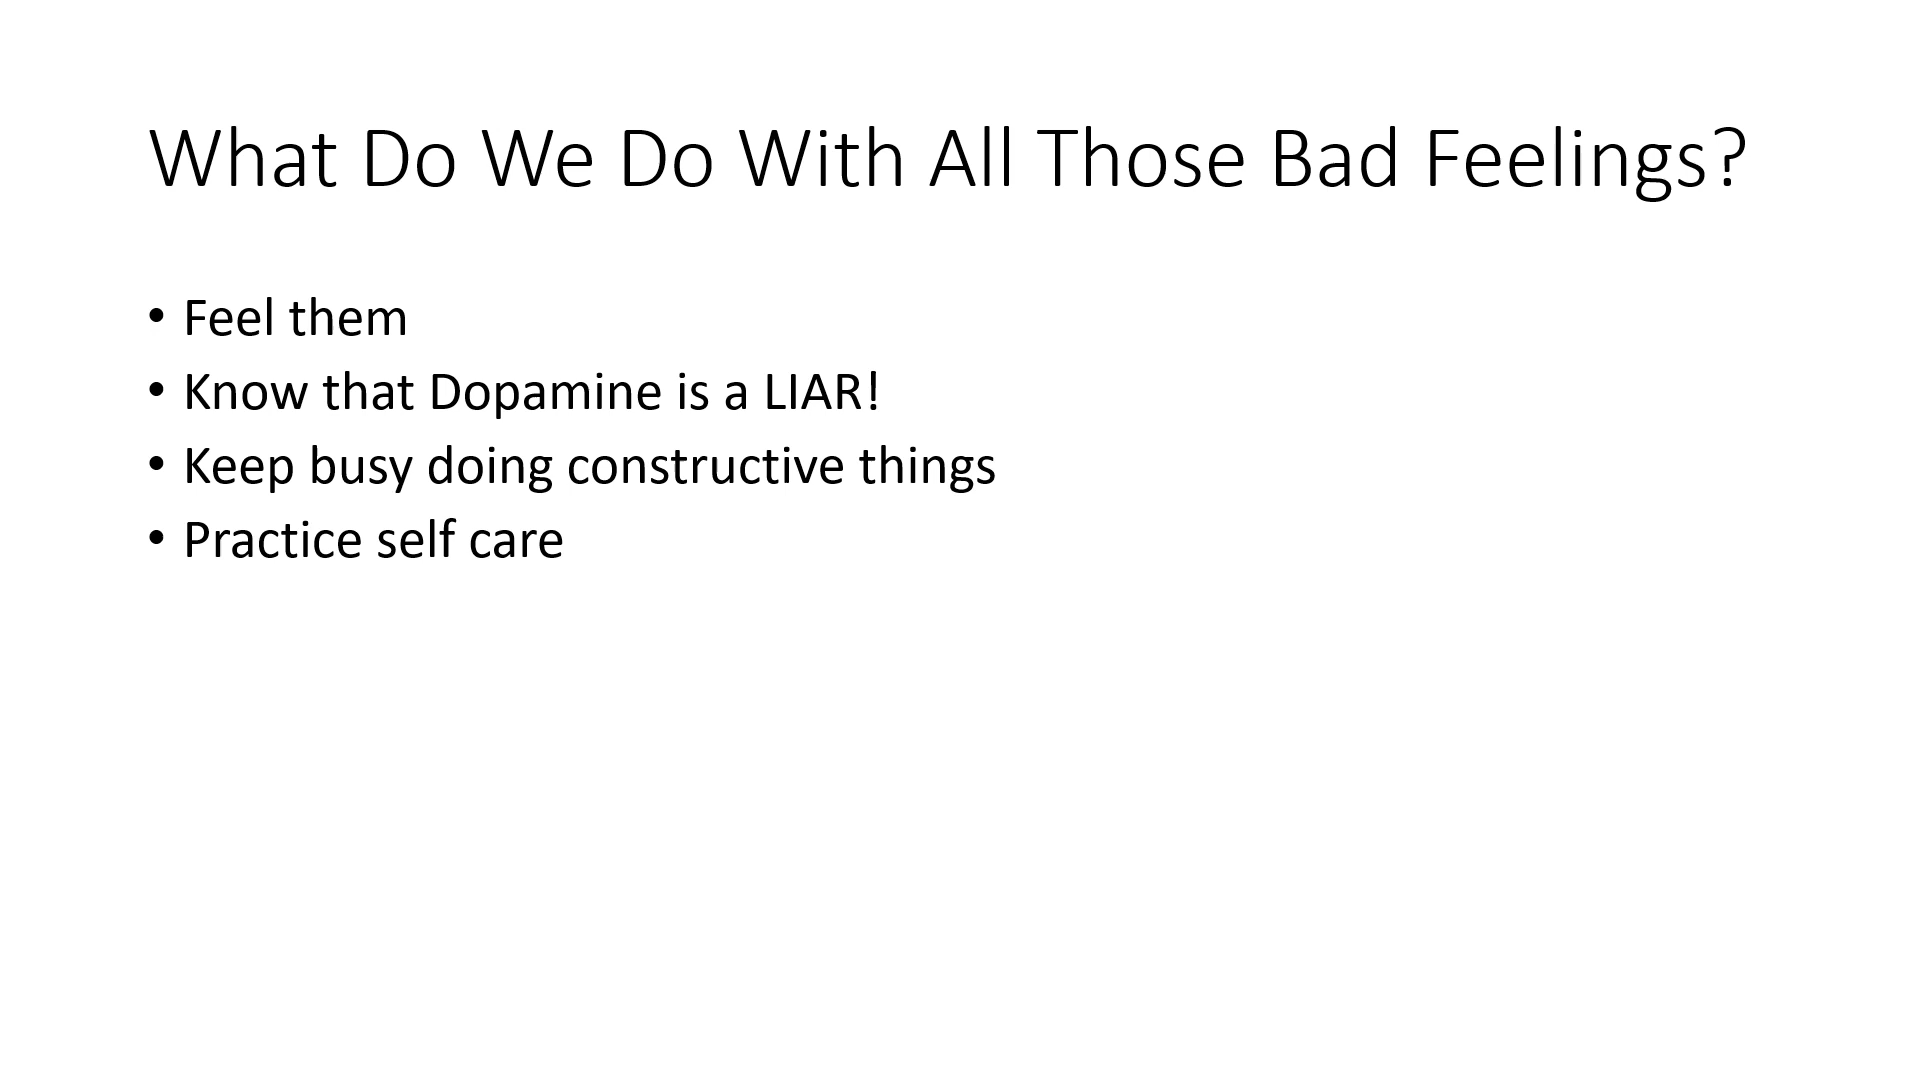 What Do We Do With All Those Bad Feelings?
• Feel them
• Know that Dopamine is a LIAR!
• Keep busy doing constructive things
• Practice self care